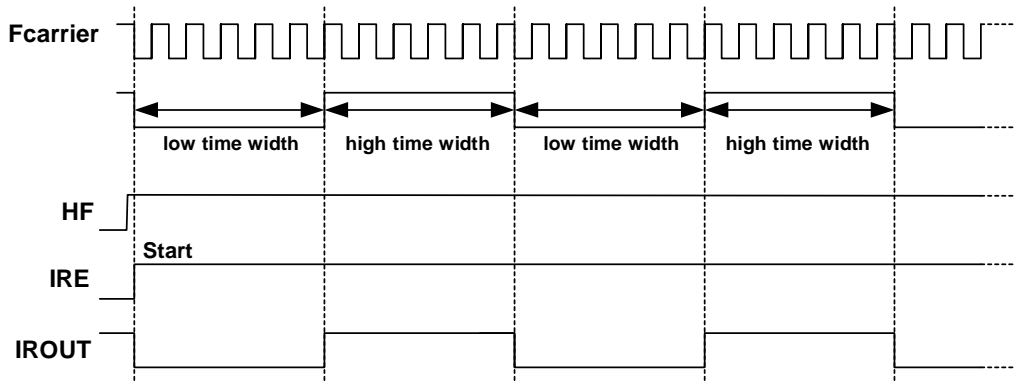 Fcarrier
low time width high time width low time width high time width
HF
Start
IRE
IROUT